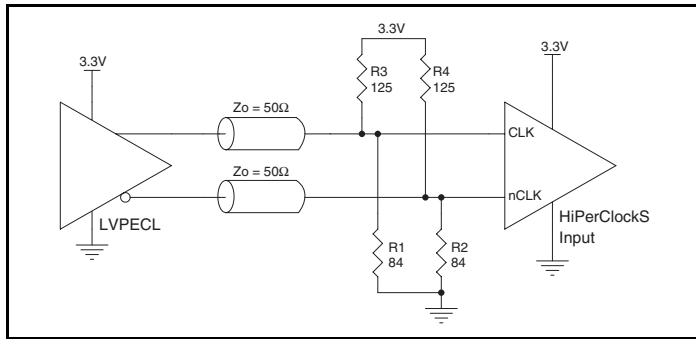 3.3V
3.3V
3.3V
R3
125
R4
125
Zo = 50Ω
CLK
Zo = 50Ω
nCLK
LVPECL
HiPerClockS
Input
R1
84
R2
84